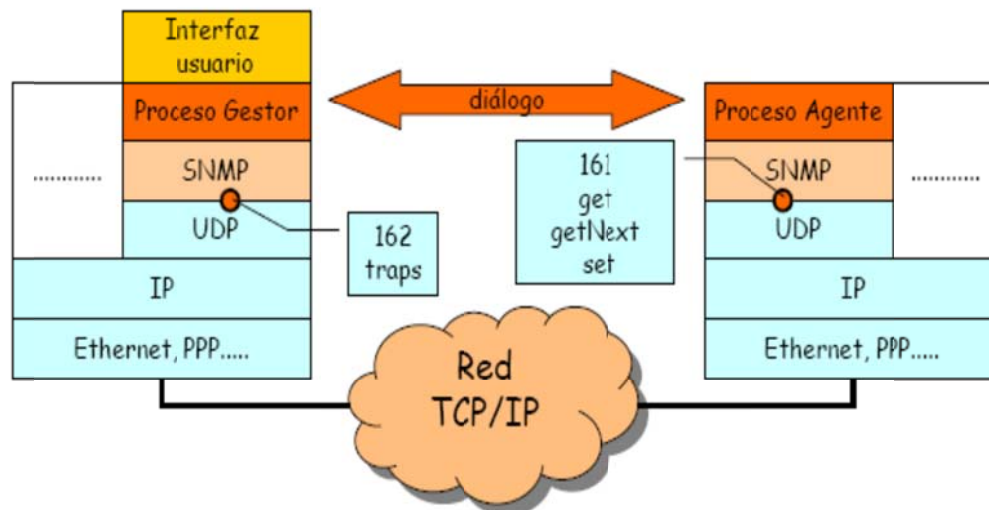 Interfaz
usuario
Proceso Gestor
diálogo
Proceso Agente
............
SNMP
UDP
162
traps
161
get
getNext
set
SNMP
UDP
............
IP
IP
Ethernet, PPP.....
Ethernet, PPP.....
Red
TCP/IP